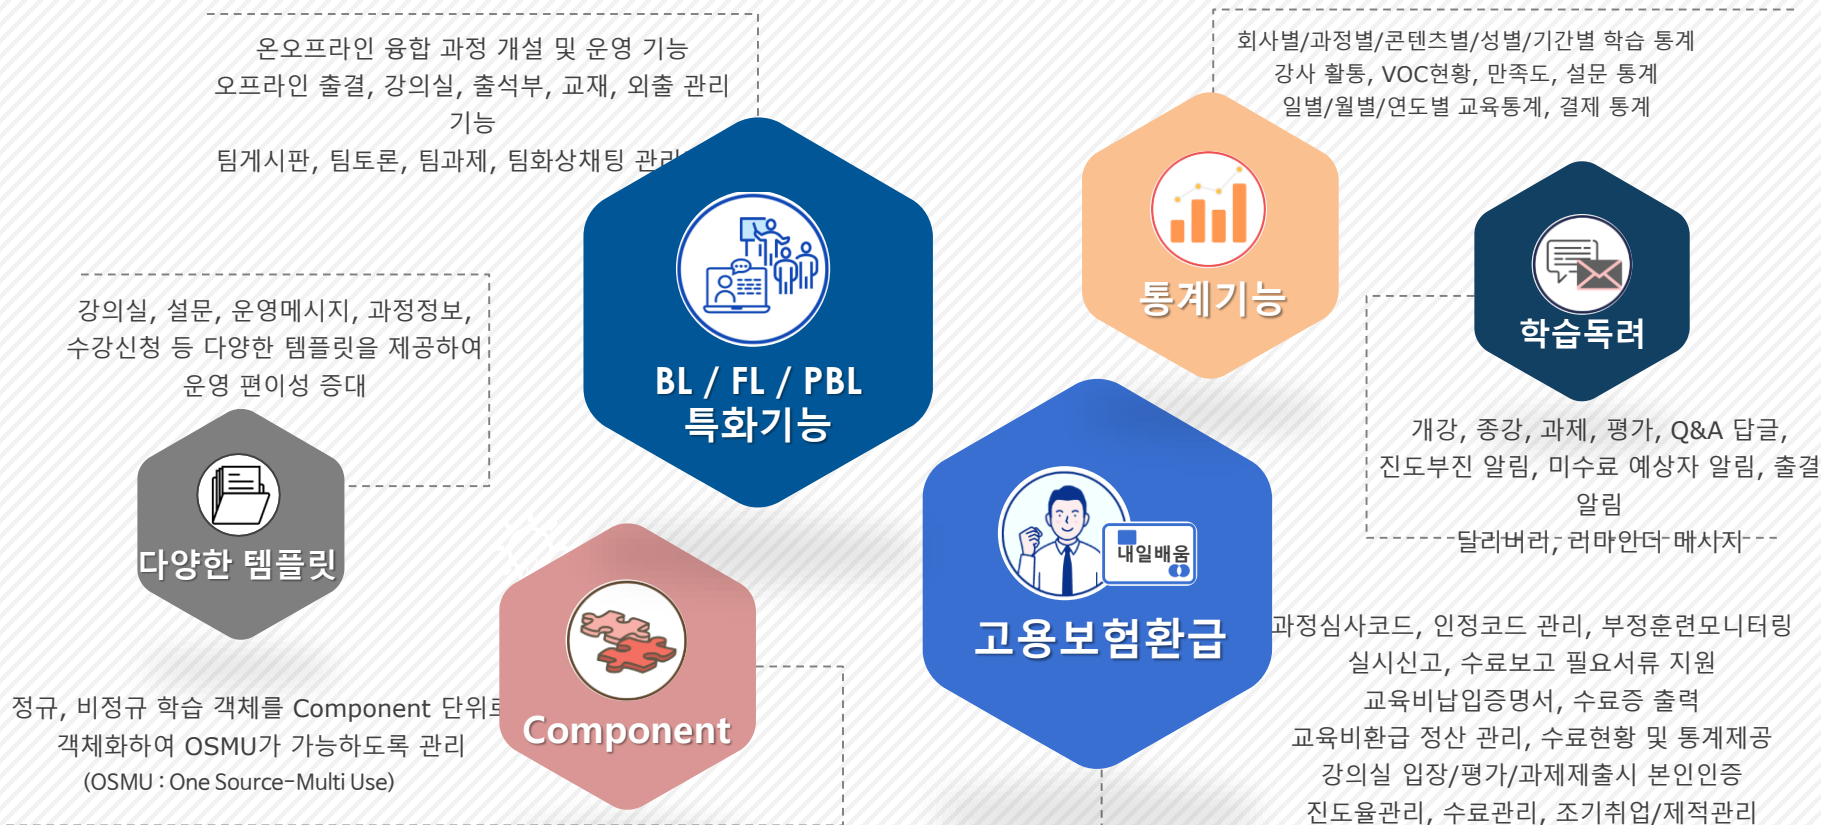 온오프라인 융합 과정 개설 및 운영 기능
오프라인 출결, 강의실, 출석부, 교재, 외출 관리
기능
팀게시판, 팀토론, 팀과제, 팀화상채팅 관리
BL / FL / PBL
특화기능
회사별/과정별/콘텐츠별/성별/기간별 학습 통계
강사 활통, VOC현황, 만족도, 설문 통계
일별/월별/연도별 교육통계, 결제 통계
통계기능
학습독려
개강, 종강, 과제, 평가, Q&A 답글,
진도부진 알림, 미수료 예상자 알림, 출결
알림
딜리버리, 리마인더 메시지
강의실, 설문, 운영메시지, 과정정보,
수강신청 등 다양한 템플릿을 제공하여
운영 편이성 증대
다양한 템플릿
정규, 비정규 학습 객체를 Component 단위로
객체화하여 OSMU가 가능하도록 관리
(OSMU : One Source-Multi Use)
Component
내일배움
고용보험환급
과정심사코드, 인정코드 관리, 부정훈련모니터링
실시신고, 수료보고 필요서류 지원
교육비납입증명서, 수료증 출력
교육비환급 정산 관리, 수료현황 및 통계제공
강의실 입장/평가/과제제출시 본인인증
진도율관리, 수료관리, 조기취업/제적관리